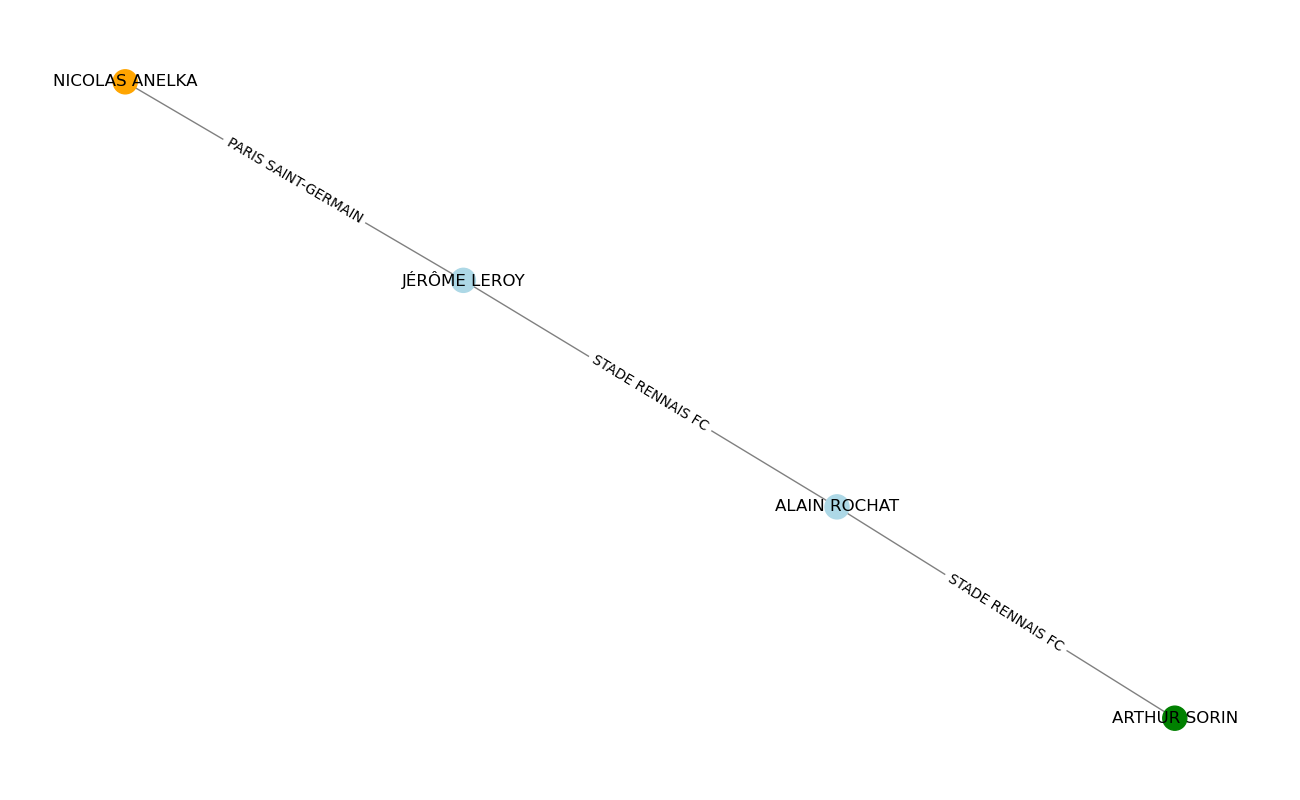 NICOLAS ANELKA
PARIS SAINT-GERMAIN
JÉRÔME LEROY
STADE RENNAIS FC
ALAIN ROCHAT
STADE RENNAIS FC
ARTHUR SORIN